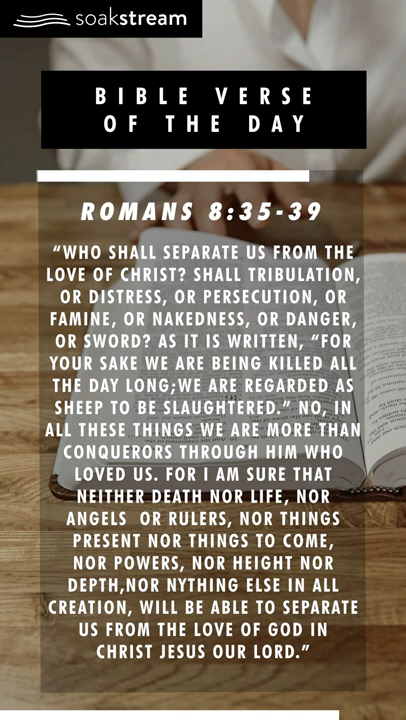 soakstream
BIBLE VERSE
OF THE DAY
ROMANS 8:35-39
“WHO SHALL SEPARATE US FROM THE
LOVE OF CHRIST? SHALL TRIBULATION,
OR DISTRESS, OR PERSECUTION, OR
FAMINE, OR NAKEDNESS, OR DANGER,
OR SWORD? AS IT IS WRITTEN, “FOR
YOUR SAKE WE ARE BEING KILLED ALL
THE DAY LONG;WE ARE REGARDED AS
SHEEP TO BE SLAUGHTERED.” NO, IN
ALL THESE THINGS WE ARE MORE THAN
CONQUERORS THROUGH HIM WHO
LOVED US. FOR I AM SURE THAT
NEITHER DEATH NOR LIFE, NOR
ANGELS  OR RULERS, NOR THINGS
PRESENT NOR THINGS TO COME,
NOR POWERS, NOR HEIGHT NOR
DEPTH,NOR NYTHING ELSE IN ALL
CREATION, WILL BE ABLE TO SEPARATE
US FROM THE LOVE OF GOD IN
CHRIST JESUS OUR LORD.”